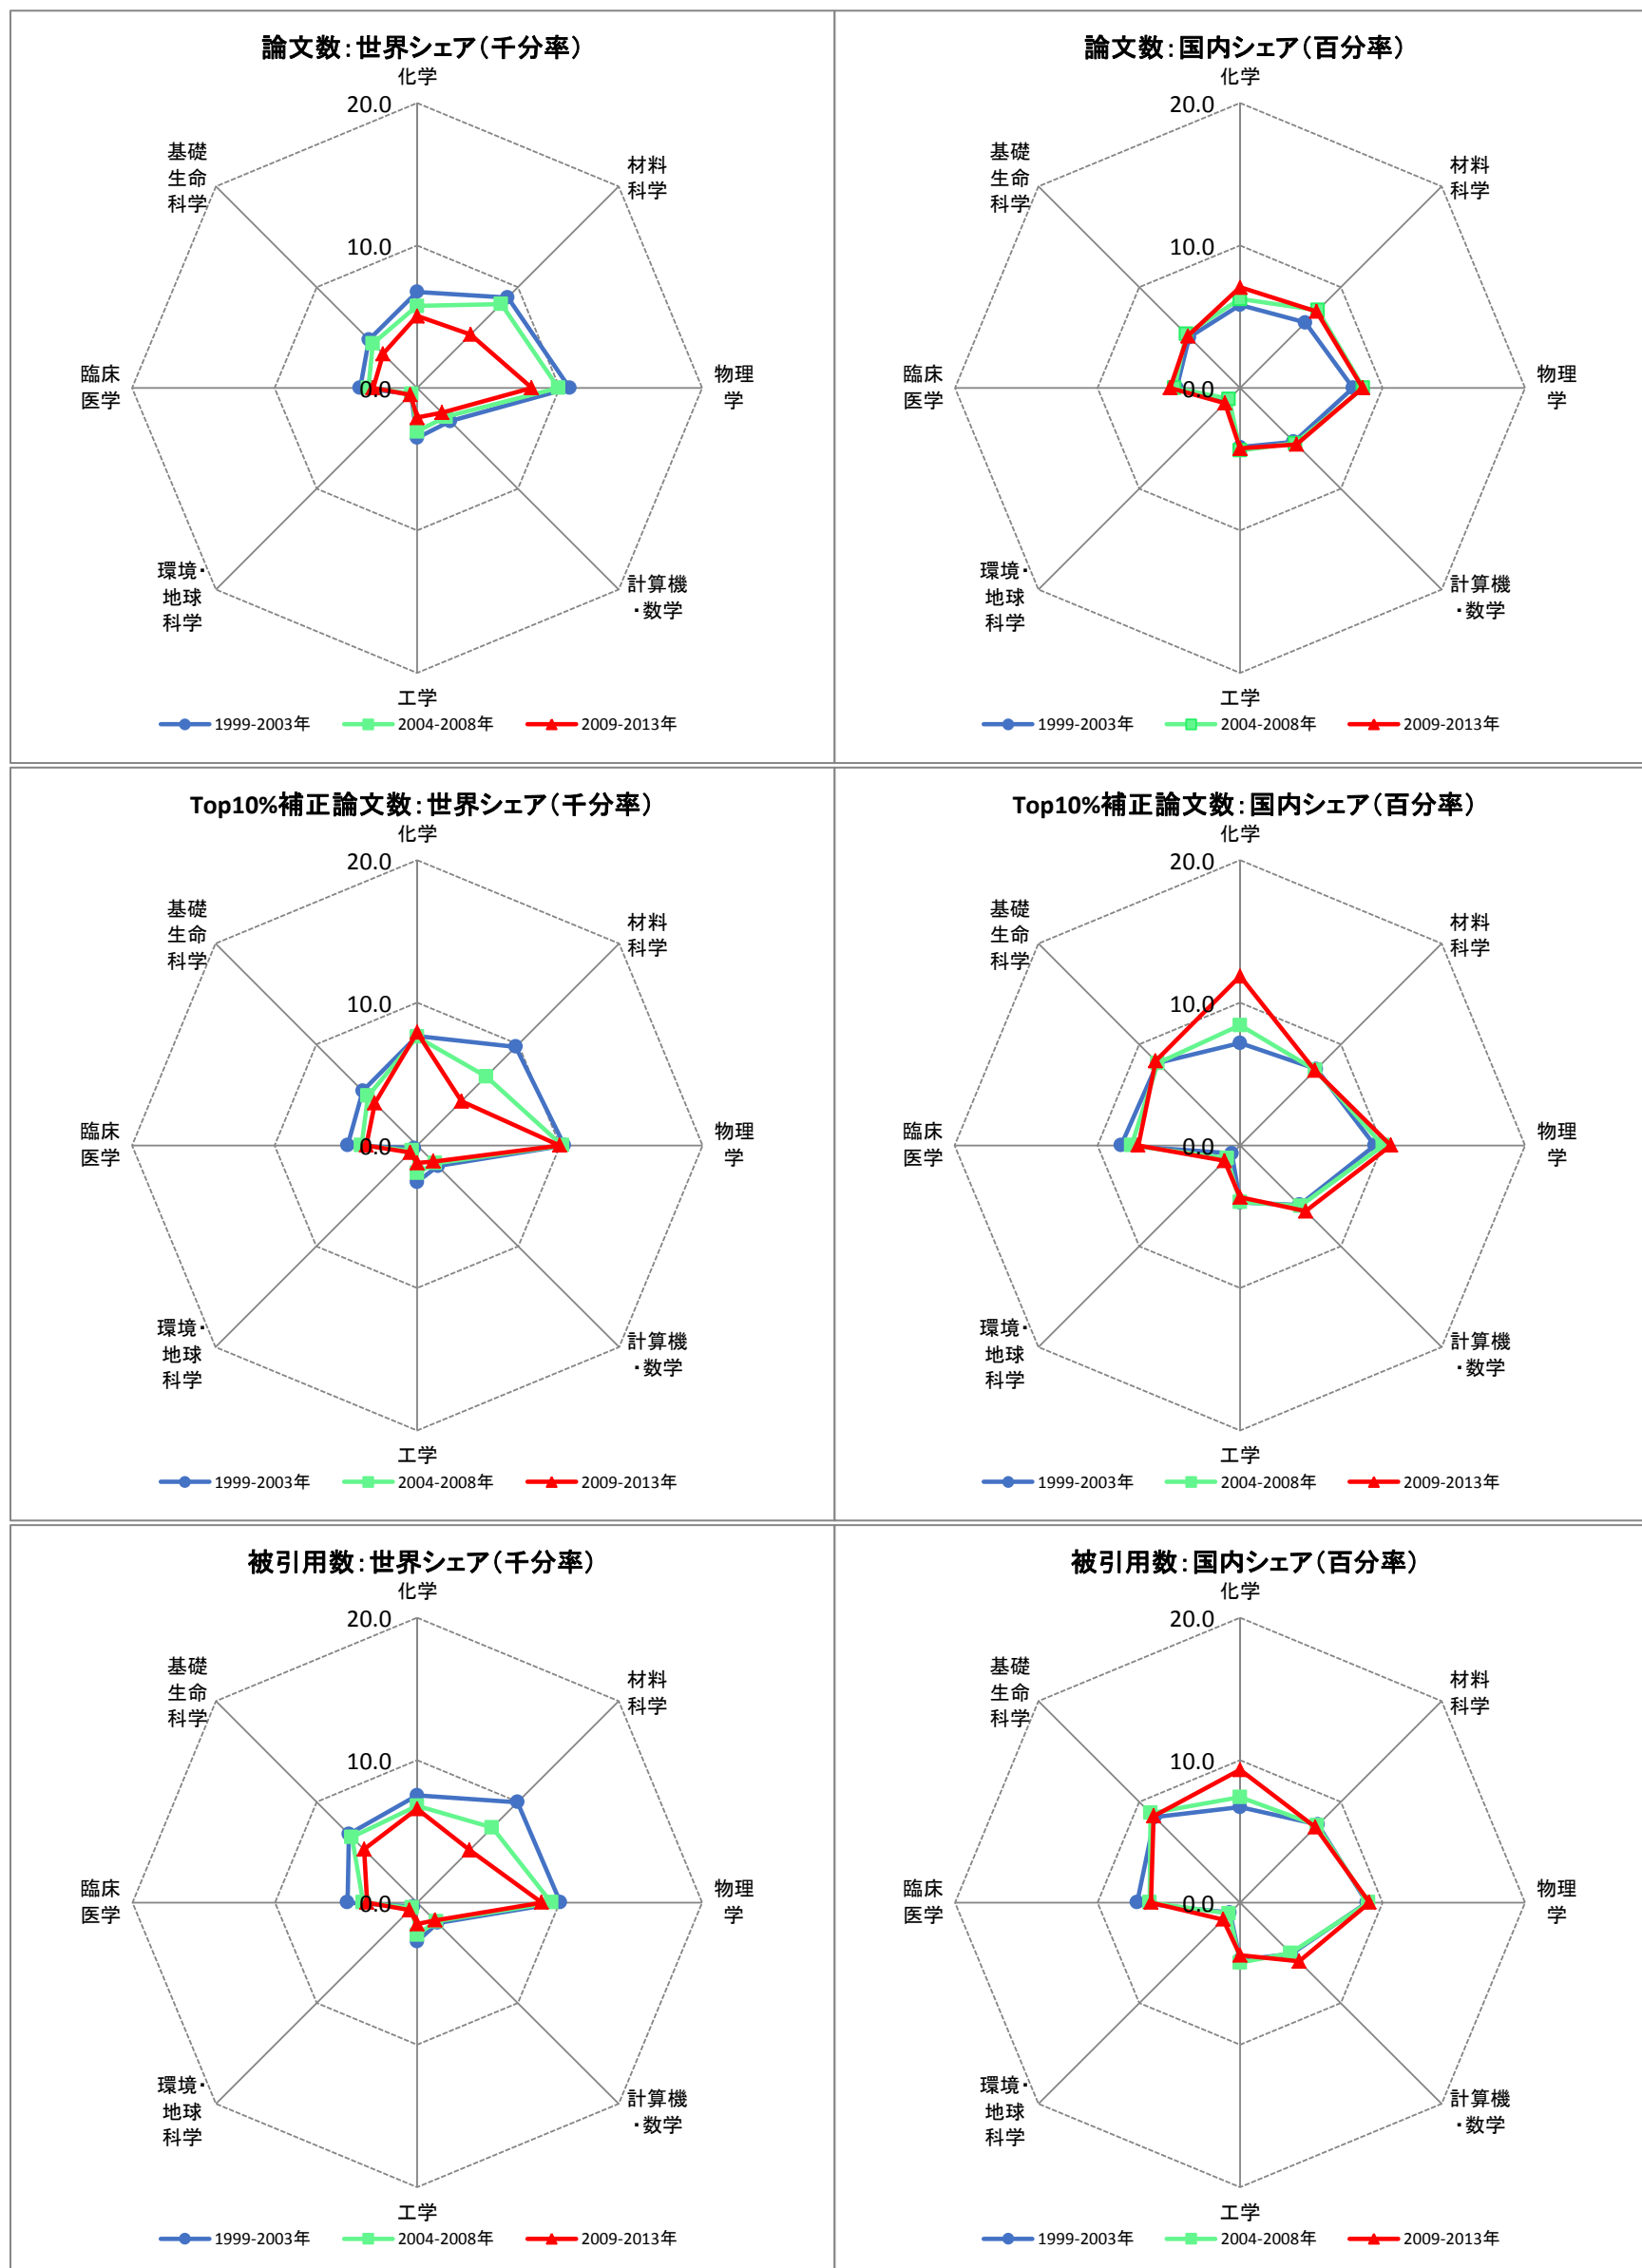 論文数：世界シェア（千分率）
化学
20.0
基礎
生命
科学
材料
科学
10.0
臨床
医学
0.0
物理
学
環境・
地球
科学
計算機
・数学
工学
1999-2003年 2004-2008年 2009-2013年
論文数：国内シェア（百分率）
化学
20.0
基礎
生命
科学
材料
科学
10.0
臨床
医学
0.0
物理
学
環境・
地球
科学
計算機
・数学
工学
1999-2003年 2004-2008年 2009-2013年
Top10%補正論文数：世界シェア（千分率）
化学
20.0
基礎
生命
科学
材料
科学
10.0
臨床
医学
0.0
物理
学
環境・
地球
科学
計算機
・数学
工学
1999-2003年 2004-2008年 2009-2013年
Top10%補正論文数：国内シェア（百分率）
化学
20.0
基礎
生命
科学
材料
科学
10.0
臨床
医学
0.0
物理
学
環境・
地球
科学
計算機
・数学
工学
1999-2003年 2004-2008年 2009-2013年
被引用数：世界シェア（千分率）
化学
20.0
基礎
生命
科学
材料
科学
10.0
臨床
医学
0.0
物理
学
環境・
地球
科学
計算機
・数学
工学
1999-2003年 2004-2008年 2009-2013年
被引用数：国内シェア（百分率）
化学
20.0
基礎
生命
科学
材料
科学
10.0
臨床
医学
0.0
物理
学
環境・
地球
科学
計算機
・数学
工学
1999-2003年 2004-2008年 2009-2013年